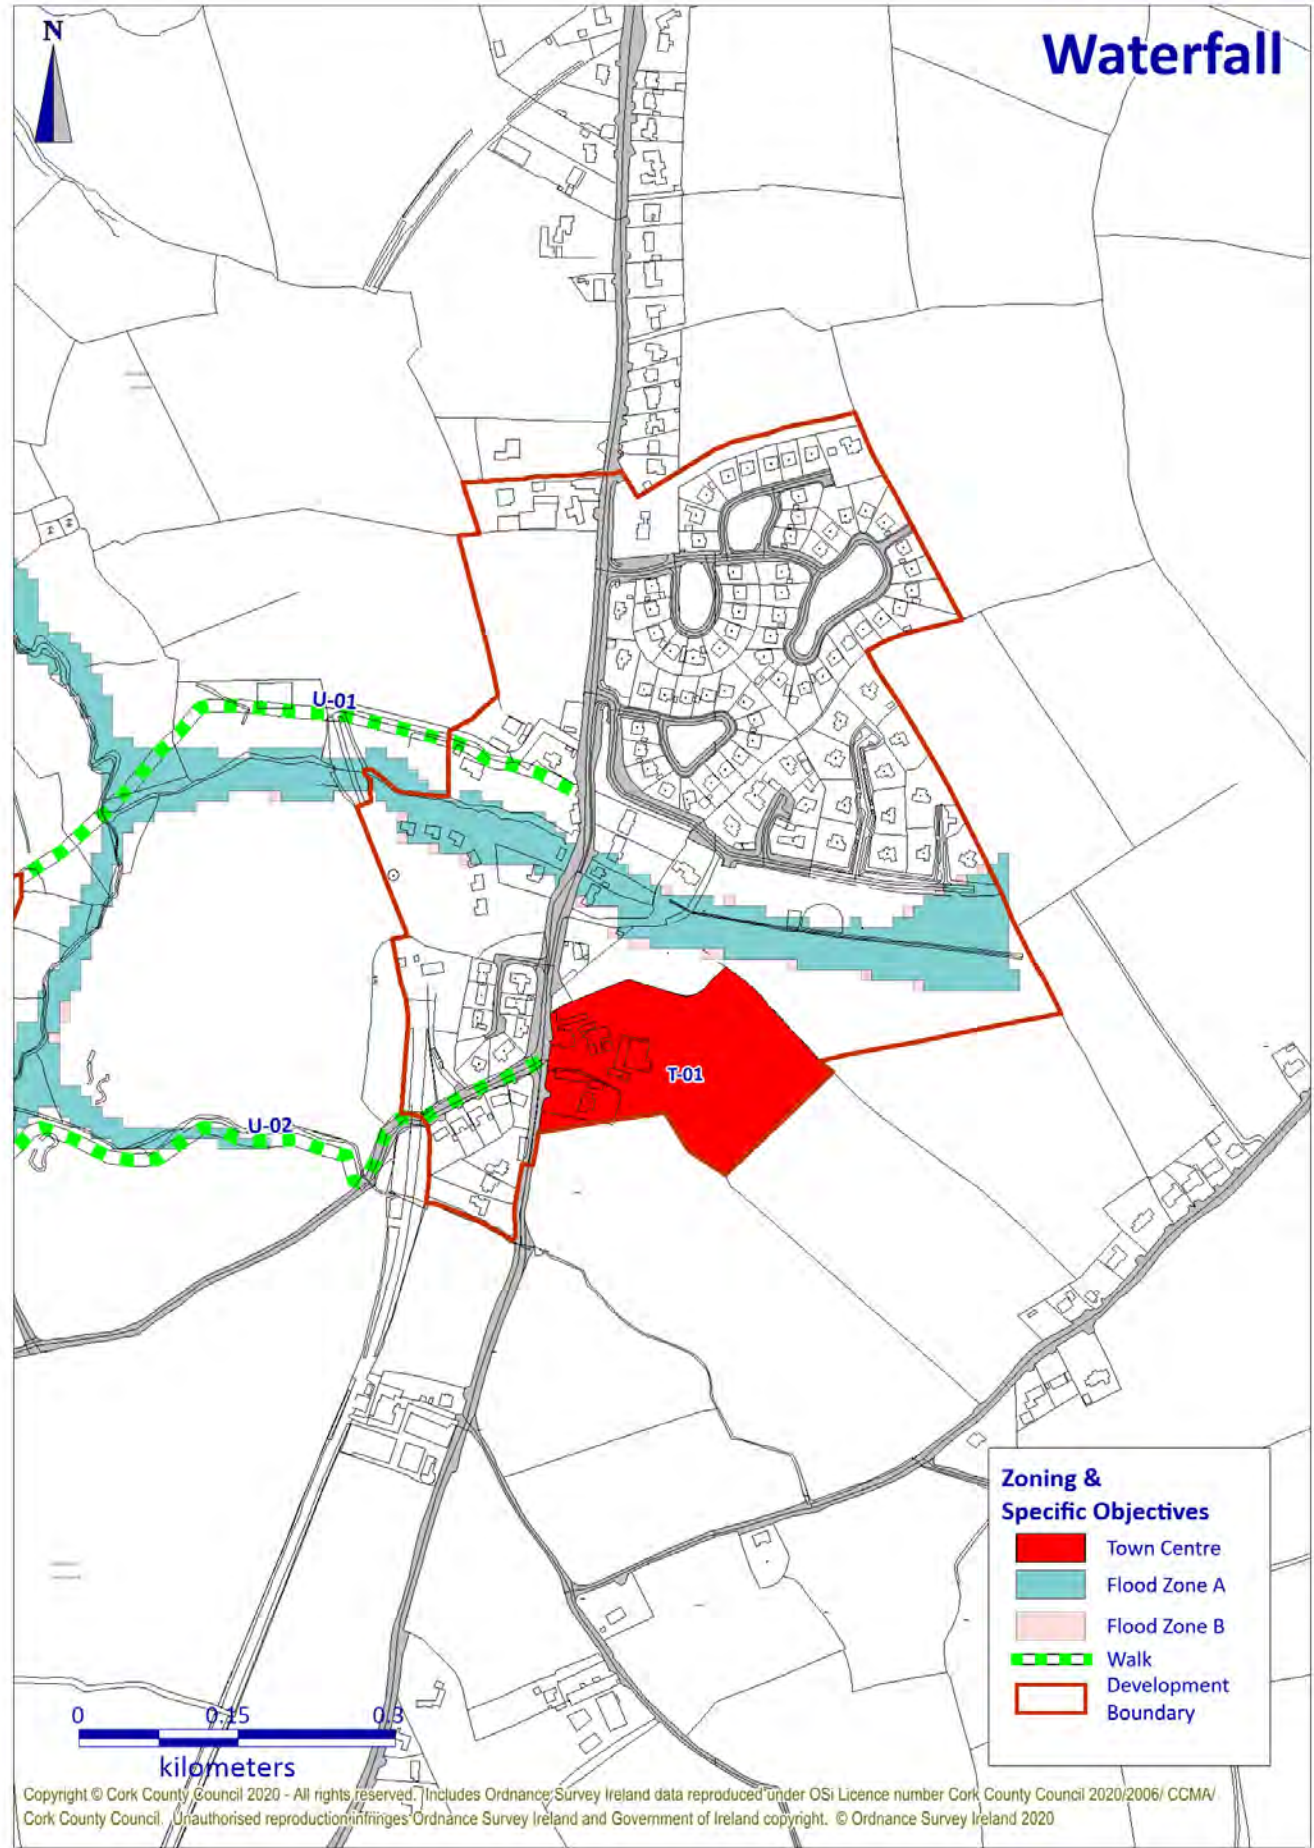 N
Waterfall
U-01
T-01
U-02
Zoning &
Specific Objectives
Town Centre
Flood Zone A
Flood Zone B
Walk
Development
Boundary
0 0.15 0.3
kilometers
Copyright © Cork County Council 2020 - All rights reserved. Includes Ordnance Survey Ireland data reproduced under OSi Licence number Cork County Council 2020/2006/ CCMA/
Cork County Council. Unauthorised reproduction infringes Ordnance Survey Ireland and Government of Ireland copyright. © Ordnance Survey Ireland 2020